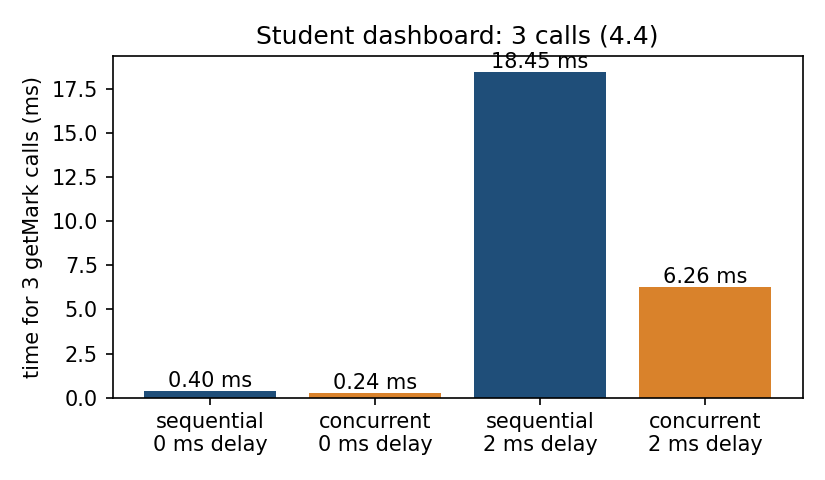 Student dashboard: 3 calls (4.4)
time for 3 getMark calls (ms)
17.5
15.0
12.5
10.0
7.5
5.0
2.5
0.0
0.40 ms
0.24 ms
18.45 ms
6.26 ms
sequential
0 ms delay
concurrent
0 ms delay
sequential
2 ms delay
concurrent
2 ms delay